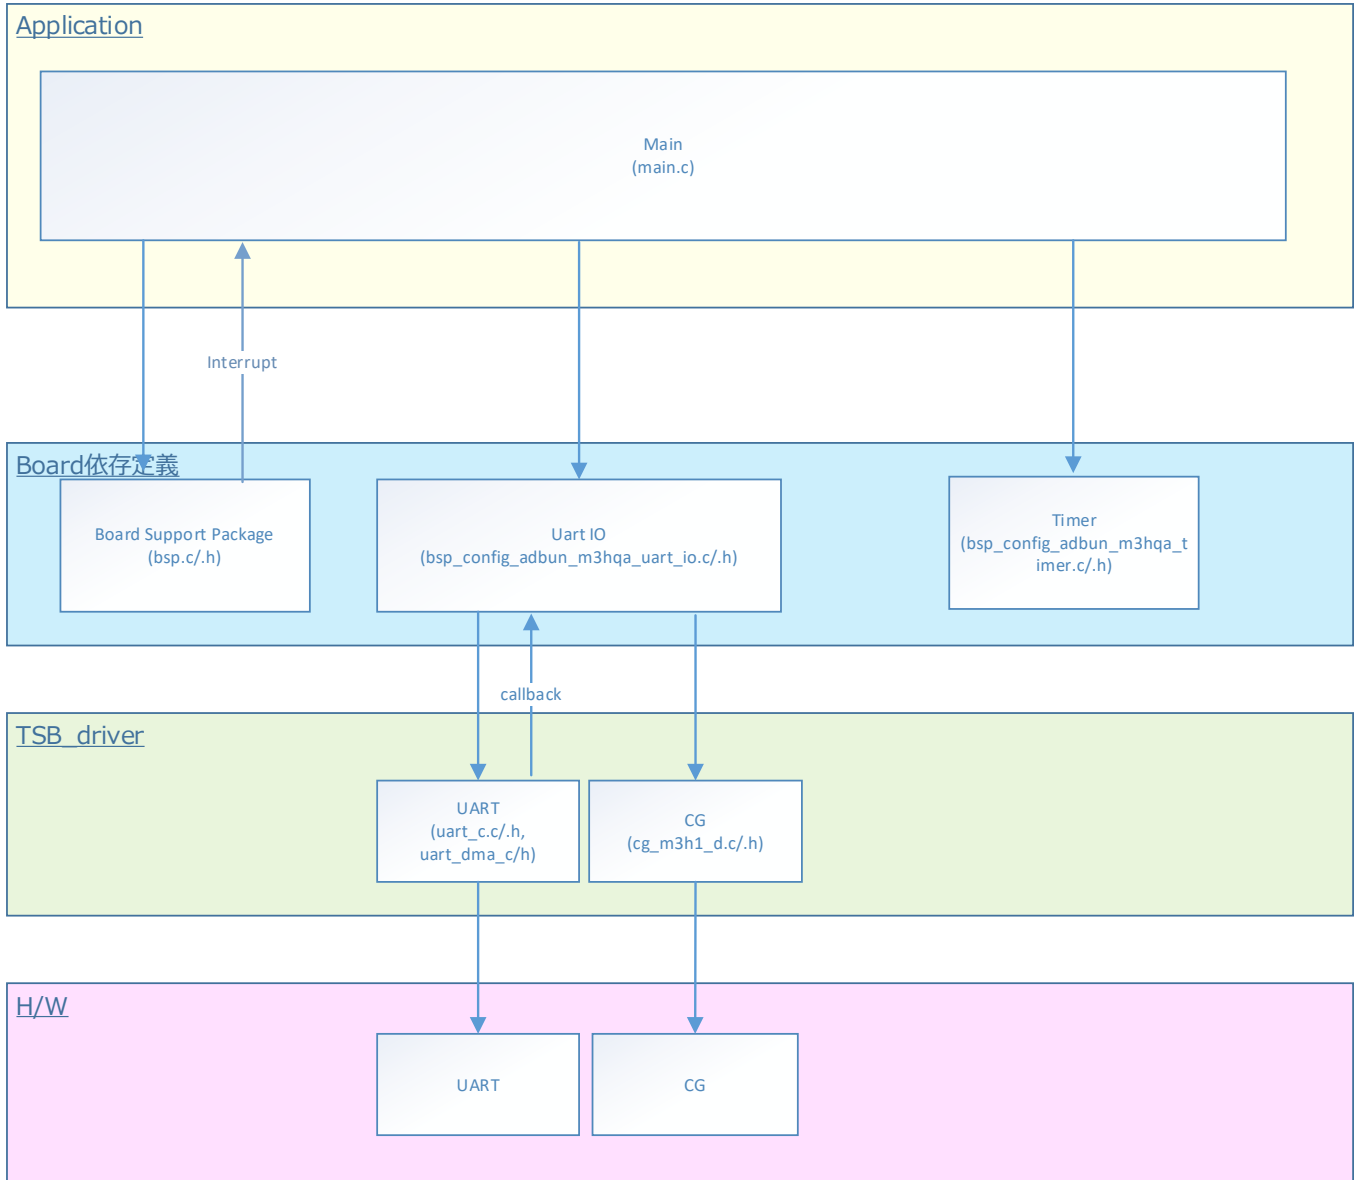 Application
Main
(main.c)
Interrupt
Board依存定義
Board Support Package
(bsp.c/.h)
Uart IO
(bsp_config_adbun_m3hqa_uart_io.c/.h)
Timer
(bsp_config_adbun_m3hqa_t
imer.c/.h)
callback
TSB_driver
UART
(uart_c.c/.h,
uart_dma_c/h)
CG
(cg_m3h1_d.c/.h)
H/W
UART
CG